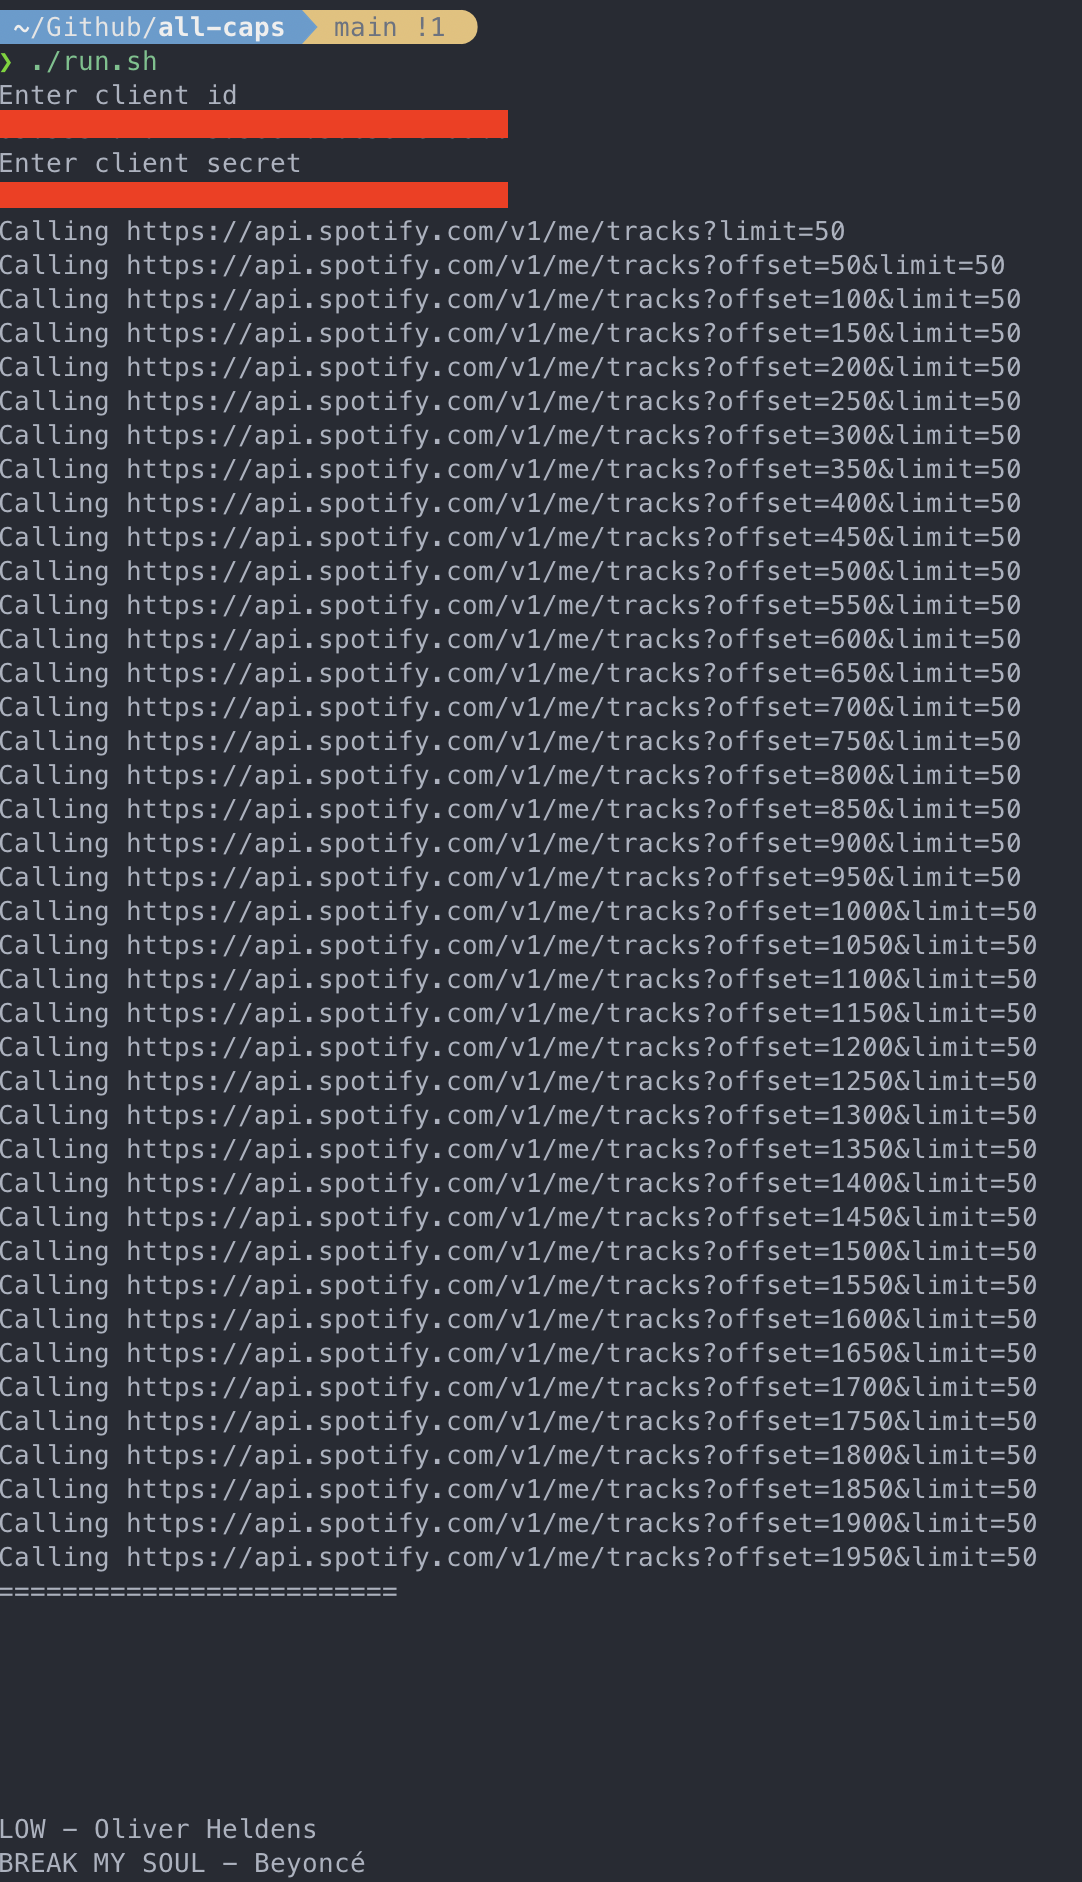 ~/Github/all-caps main !1
❯ ./run.sh
Enter client id
Enter client secret
Calling https://api.spotify.com/v1/me/tracks?limit=50
Calling https://api.spotify.com/v1/me/tracks?offset=50&limit=50
Calling https://api.spotify.com/v1/me/tracks?offset=100&limit=50
Calling https://api.spotify.com/v1/me/tracks?offset=150&limit=50
Calling https://api.spotify.com/v1/me/tracks?offset=200&limit=50
Calling https://api.spotify.com/v1/me/tracks?offset=250&limit=50
Calling https://api.spotify.com/v1/me/tracks?offset=300&limit=50
Calling https://api.spotify.com/v1/me/tracks?offset=350&limit=50
Calling https://api.spotify.com/v1/me/tracks?offset=400&limit=50
Calling https://api.spotify.com/v1/me/tracks?offset=450&limit=50
Calling https://api.spotify.com/v1/me/tracks?offset=500&limit=50
Calling https://api.spotify.com/v1/me/tracks?offset=550&limit=50
Calling https://api.spotify.com/v1/me/tracks?offset=600&limit=50
Calling https://api.spotify.com/v1/me/tracks?offset=650&limit=50
Calling https://api.spotify.com/v1/me/tracks?offset=700&limit=50
Calling https://api.spotify.com/v1/me/tracks?offset=750&limit=50
Calling https://api.spotify.com/v1/me/tracks?offset=800&limit=50
Calling https://api.spotify.com/v1/me/tracks?offset=850&limit=50
Calling https://api.spotify.com/v1/me/tracks?offset=900&limit=50
Calling https://api.spotify.com/v1/me/tracks?offset=950&limit=50
Calling https://api.spotify.com/v1/me/tracks?offset=1000&limit=50
Calling https://api.spotify.com/v1/me/tracks?offset=1050&limit=50
Calling https://api.spotify.com/v1/me/tracks?offset=1100&limit=50
Calling https://api.spotify.com/v1/me/tracks?offset=1150&limit=50
Calling https://api.spotify.com/v1/me/tracks?offset=1200&limit=50
Calling https://api.spotify.com/v1/me/tracks?offset=1250&limit=50
Calling https://api.spotify.com/v1/me/tracks?offset=1300&limit=50
Calling https://api.spotify.com/v1/me/tracks?offset=1350&limit=50
Calling https://api.spotify.com/v1/me/tracks?offset=1400&limit=50
Calling https://api.spotify.com/v1/me/tracks?offset=1450&limit=50
Calling https://api.spotify.com/v1/me/tracks?offset=1500&limit=50
Calling https://api.spotify.com/v1/me/tracks?offset=1550&limit=50
Calling https://api.spotify.com/v1/me/tracks?offset=1600&limit=50
Calling https://api.spotify.com/v1/me/tracks?offset=1650&limit=50
Calling https://api.spotify.com/v1/me/tracks?offset=1700&limit=50
Calling https://api.spotify.com/v1/me/tracks?offset=1750&limit=50
Calling https://api.spotify.com/v1/me/tracks?offset=1800&limit=50
Calling https://api.spotify.com/v1/me/tracks?offset=1850&limit=50
Calling https://api.spotify.com/v1/me/tracks?offset=1900&limit=50
Calling https://api.spotify.com/v1/me/tracks?offset=1950&limit=50
=========================
LOW - Oliver Heldens
BREAK MY SOUL - Beyoncé